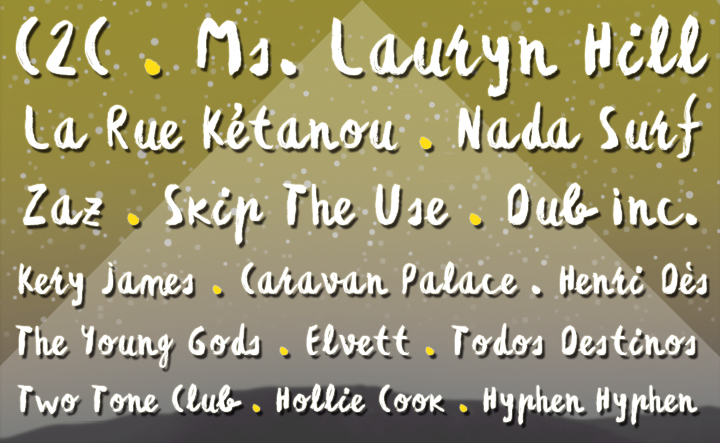 C2C . Ms. Lauryn Hill
La Rue Kétanou . Nada Surf
Zaz . Skip The Use . Dub inc.
Kery James . Caravan Palace . Henri Dès
The Young Gods . Elvett . Todos Destinos
Two Tone Club . Hollie Cook . Hyphen Hyphen